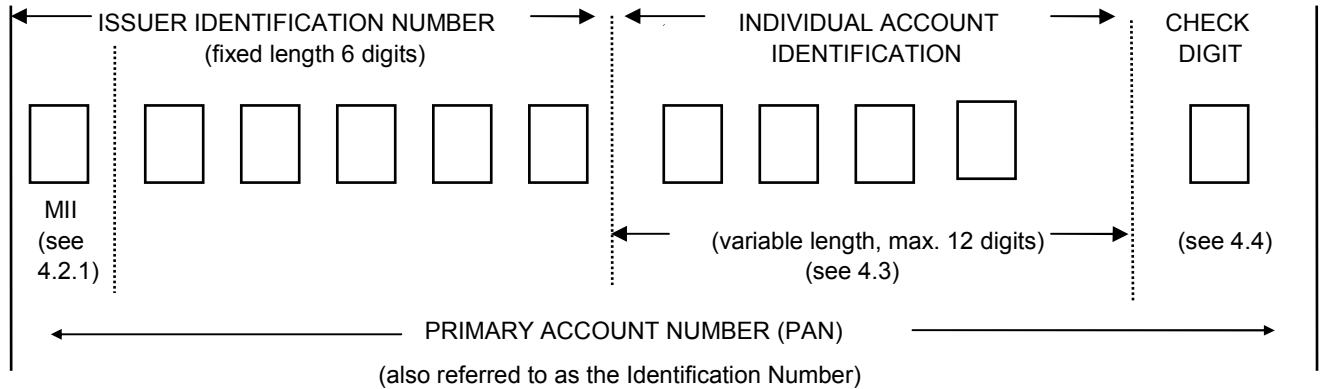 ISSUER IDENTIFICATION NUMBER
(fixed length 6 digits)
INDIVIDUAL ACCOUNT
IDENTIFICATION
CHECK
DIGIT
MII
(see
4.2.1)
(variable length, max. 12 digits)
(see 4.3)
(see 4.4)
PRIMARY ACCOUNT NUMBER (PAN)
(also referred to as the Identification Number)